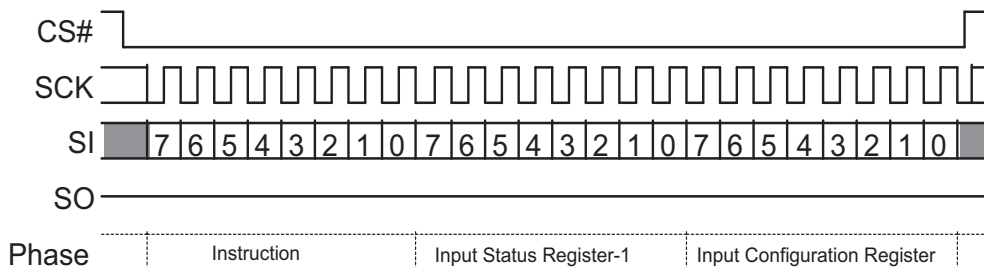 CS#
SCK
SI 7 6 5 4 3 2 1 0 7 6 5 4 3 2 1 0 7 6 5 4 3 2 1 0
SO
Phase Instruction Input Status Register-1 Input Configuration Register